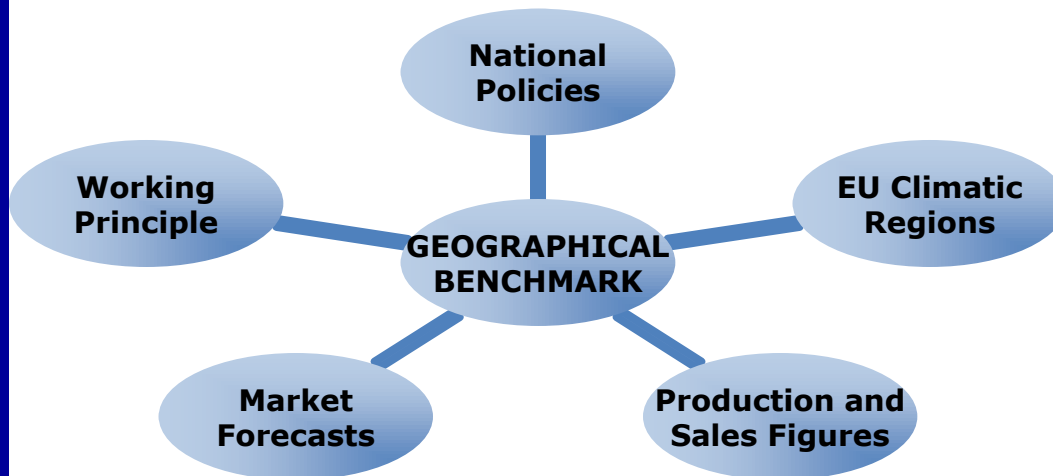 National
Policies
Working
Principle
EU Climatic
Regions
GEOGRAPHICAL
BENCHMARK
Market
Forecasts
Production and
Sales Figures